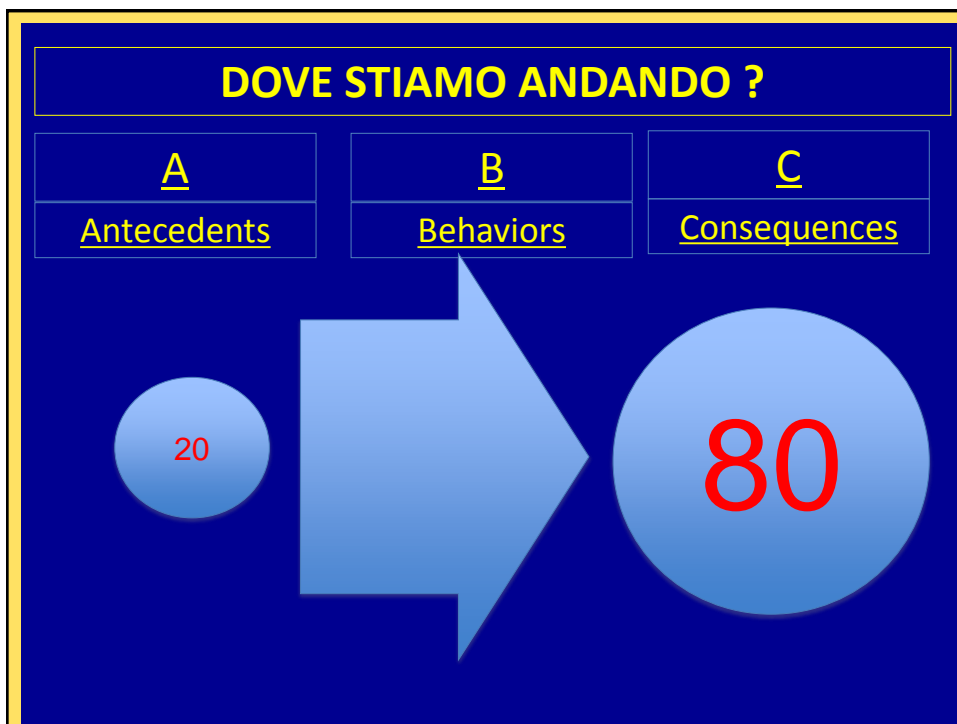 DOVE STIAMO ANDANDO ?
A
B
C
Antecedents
Behaviors
Consequences
20
80